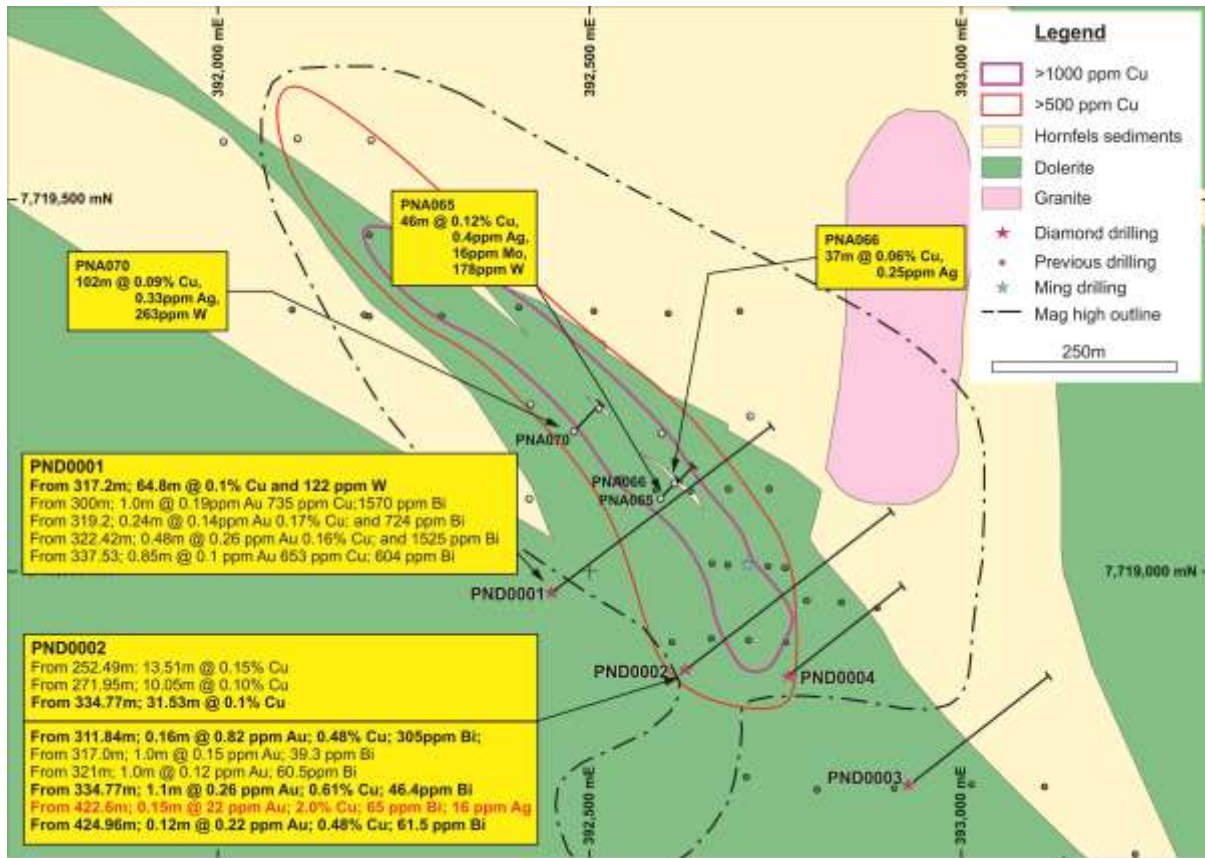 392,000 mE
392,500 mE
393,000 mE
Legend
>1000 ppm Cu
>500 ppm Cu
Hornfels sediments
Dolerite
Granite
Diamond drilling
Previous drilling
Ming drilling
Mag high outline
250m
7,719,500 mN
PNA065
46m @ 0.12% Cu,
0.4ppm Ag,
16ppm Mo,
178ppm W
PNA066
37m @ 0.06% Cu,
0.25ppm Ag
PNA070
102m @ 0.09% Cu,
0.33ppm Ag,
263ppm W
PNA070
PNA066
PNA065
PND0001
From 317.2m; 64.8m @ 0.1% Cu and 122 ppm W
From 300m; 1.0m @ 0.19ppm Au 735 ppm Cu;1570 ppm Bi
From 319.2; 0.24m @ 0.14ppm Au 0.17% Cu; and 724 ppm Bi
From 322.42m; 0.48m @ 0.26 ppm Au 0.16% Cu; and 1525 ppm Bi
From 337.53; 0.85m @ 0.1 ppm Au 653 ppm Cu; 604 ppm Bi
7,719,000 mN
PND0001
PND0002
From 252.49m; 13.51m @ 0.15% Cu
From 271,95m; 10.05m @ 0.10% Cu
From 334.77m; 31.53m @ 0.1% Cu
From 311.84m; 0.16m @ 0.82 ppm Au; 0.48% Cu; 305ppm Bi;
From 317.0m; 1.0m @ 0.15 ppm Au; 39.3 ppm Bi
From 321m; 1.0m @ 0.12 ppm Au; 60.5ppm Bi
From 334.77m; 1.1m @ 0.26 ppm Au; 0.61% Cu; 46.4ppm Bi
From 422.6m; 0.15m @ 22 ppm Au; 2.0% Cu; 65 ppm Bi; 16 ppm Ag
From 424.96m; 0.12m @ 0.22 ppm Au; 0.48% Cu; 61.5 ppm Bi
PND0002
PND0004
PND0003
392,500 mE
393,000 mE